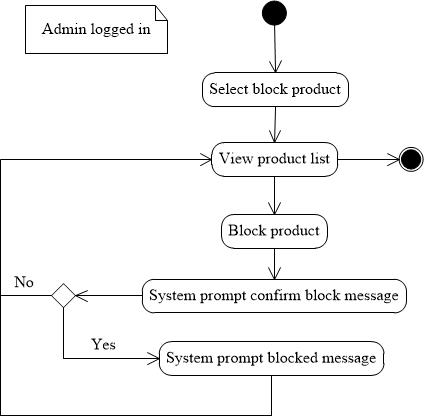 Admin logged in
Select block product
View product list
Block product
No
System prompt confirm block message
Yes
System prompt blocked message